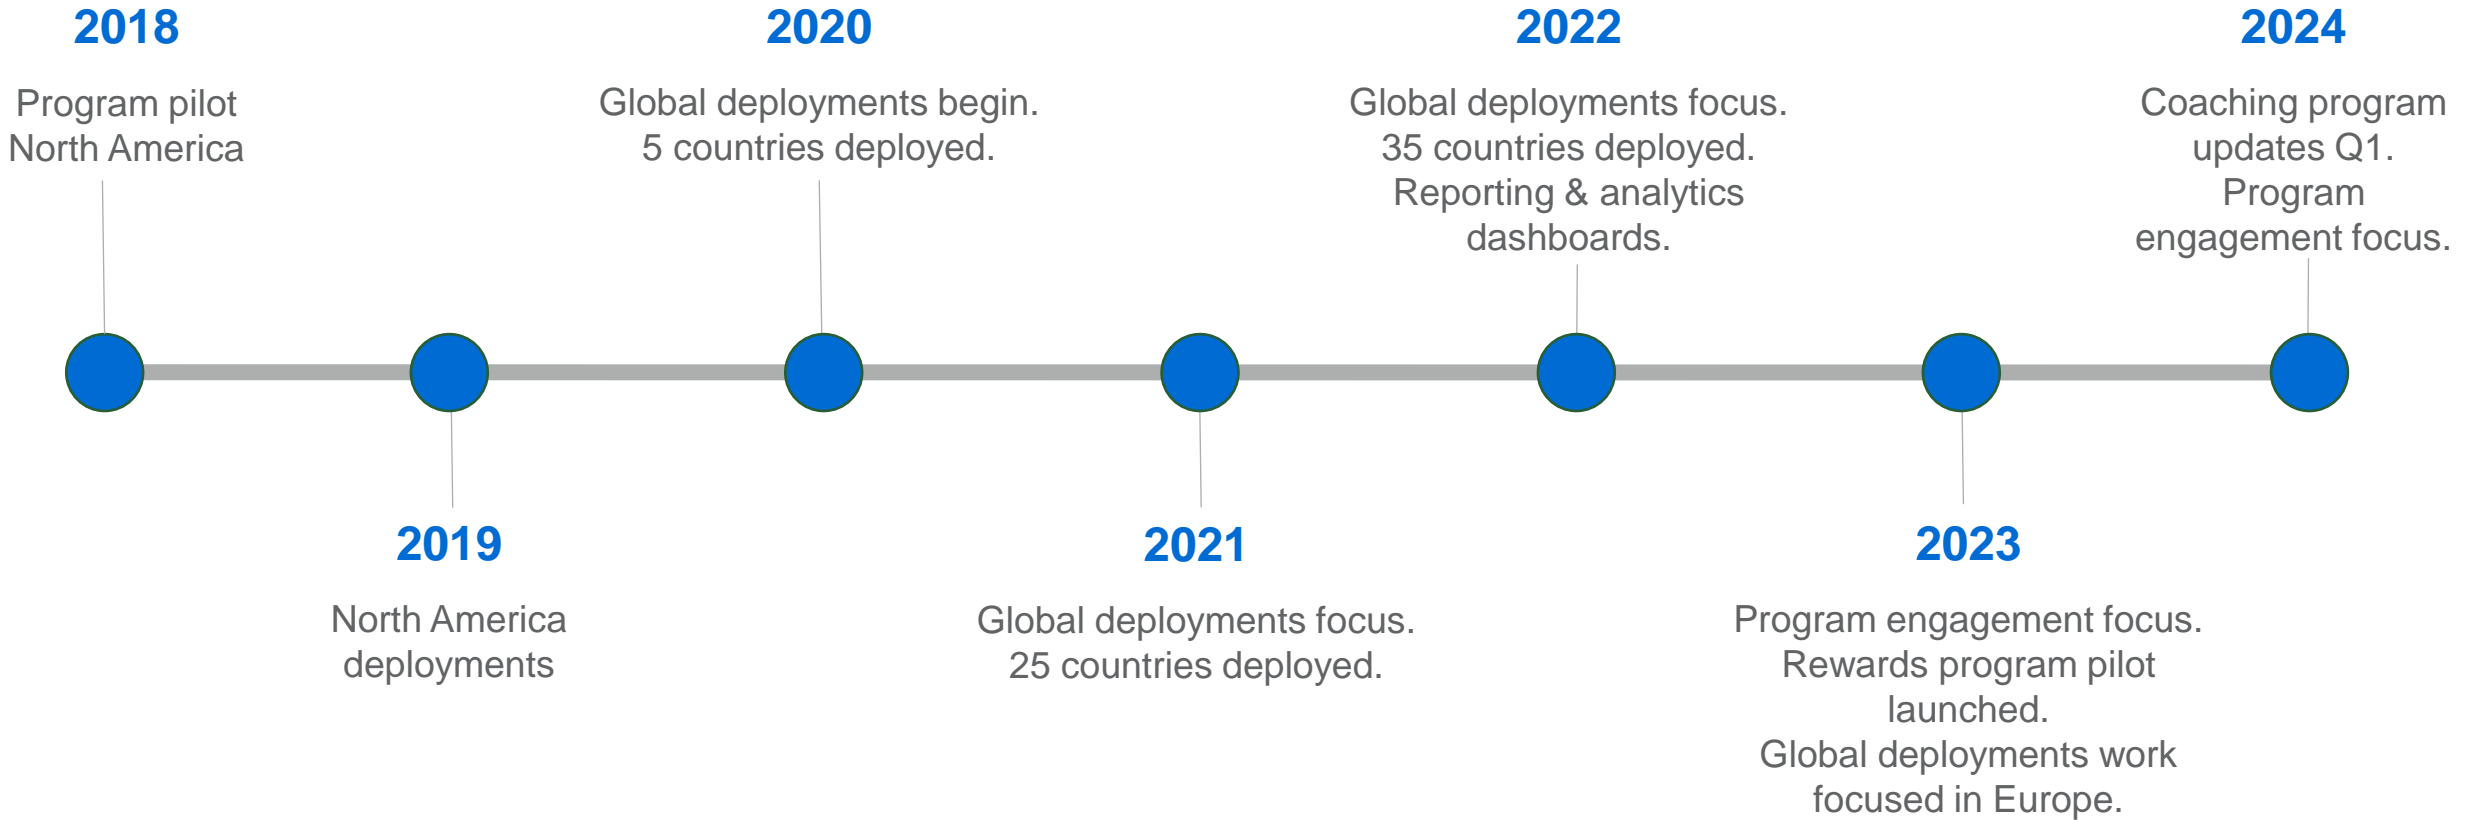 2018
Program pilot
North America
2019
North America
deployments
2020
Global deployments begin.
5 countries deployed.
2021
Global deployments focus.
25 countries deployed.
2022
Global deployments focus.
35 countries deployed.
Reporting & analytics
dashboards.
2023
Program engagement focus.
Rewards program pilot
launched.
Global deployments work
focused in Europe.
2024
Coaching program
updates Q1.
Program
engagement focus.